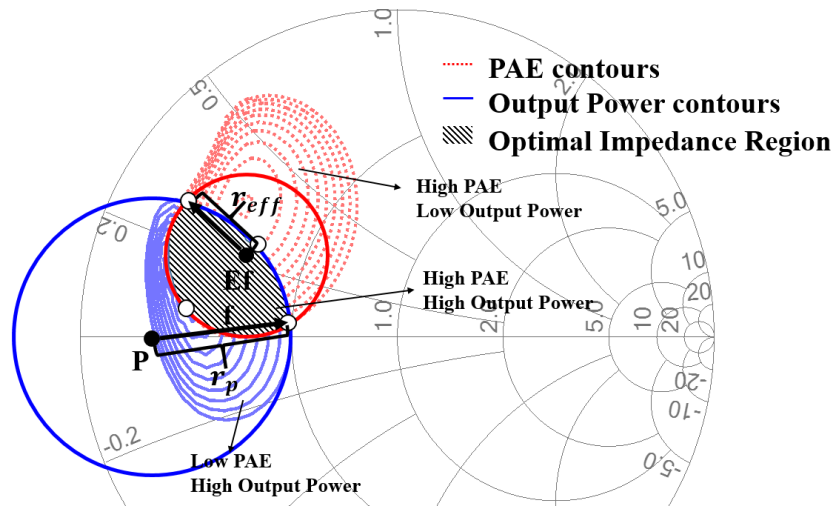 1.0
2.
0.5
PAE contours
Output Power contours
Optimal Impedance Region
High PAE
Low Output Power
r_eff
5.0
0.2
Ef
f
10
20
High PAE
High Output Power
1.0
2.0
5.0
10
20
P
r_p
-20
-10
-5.0
-0.2
Low PAE
High Output Power